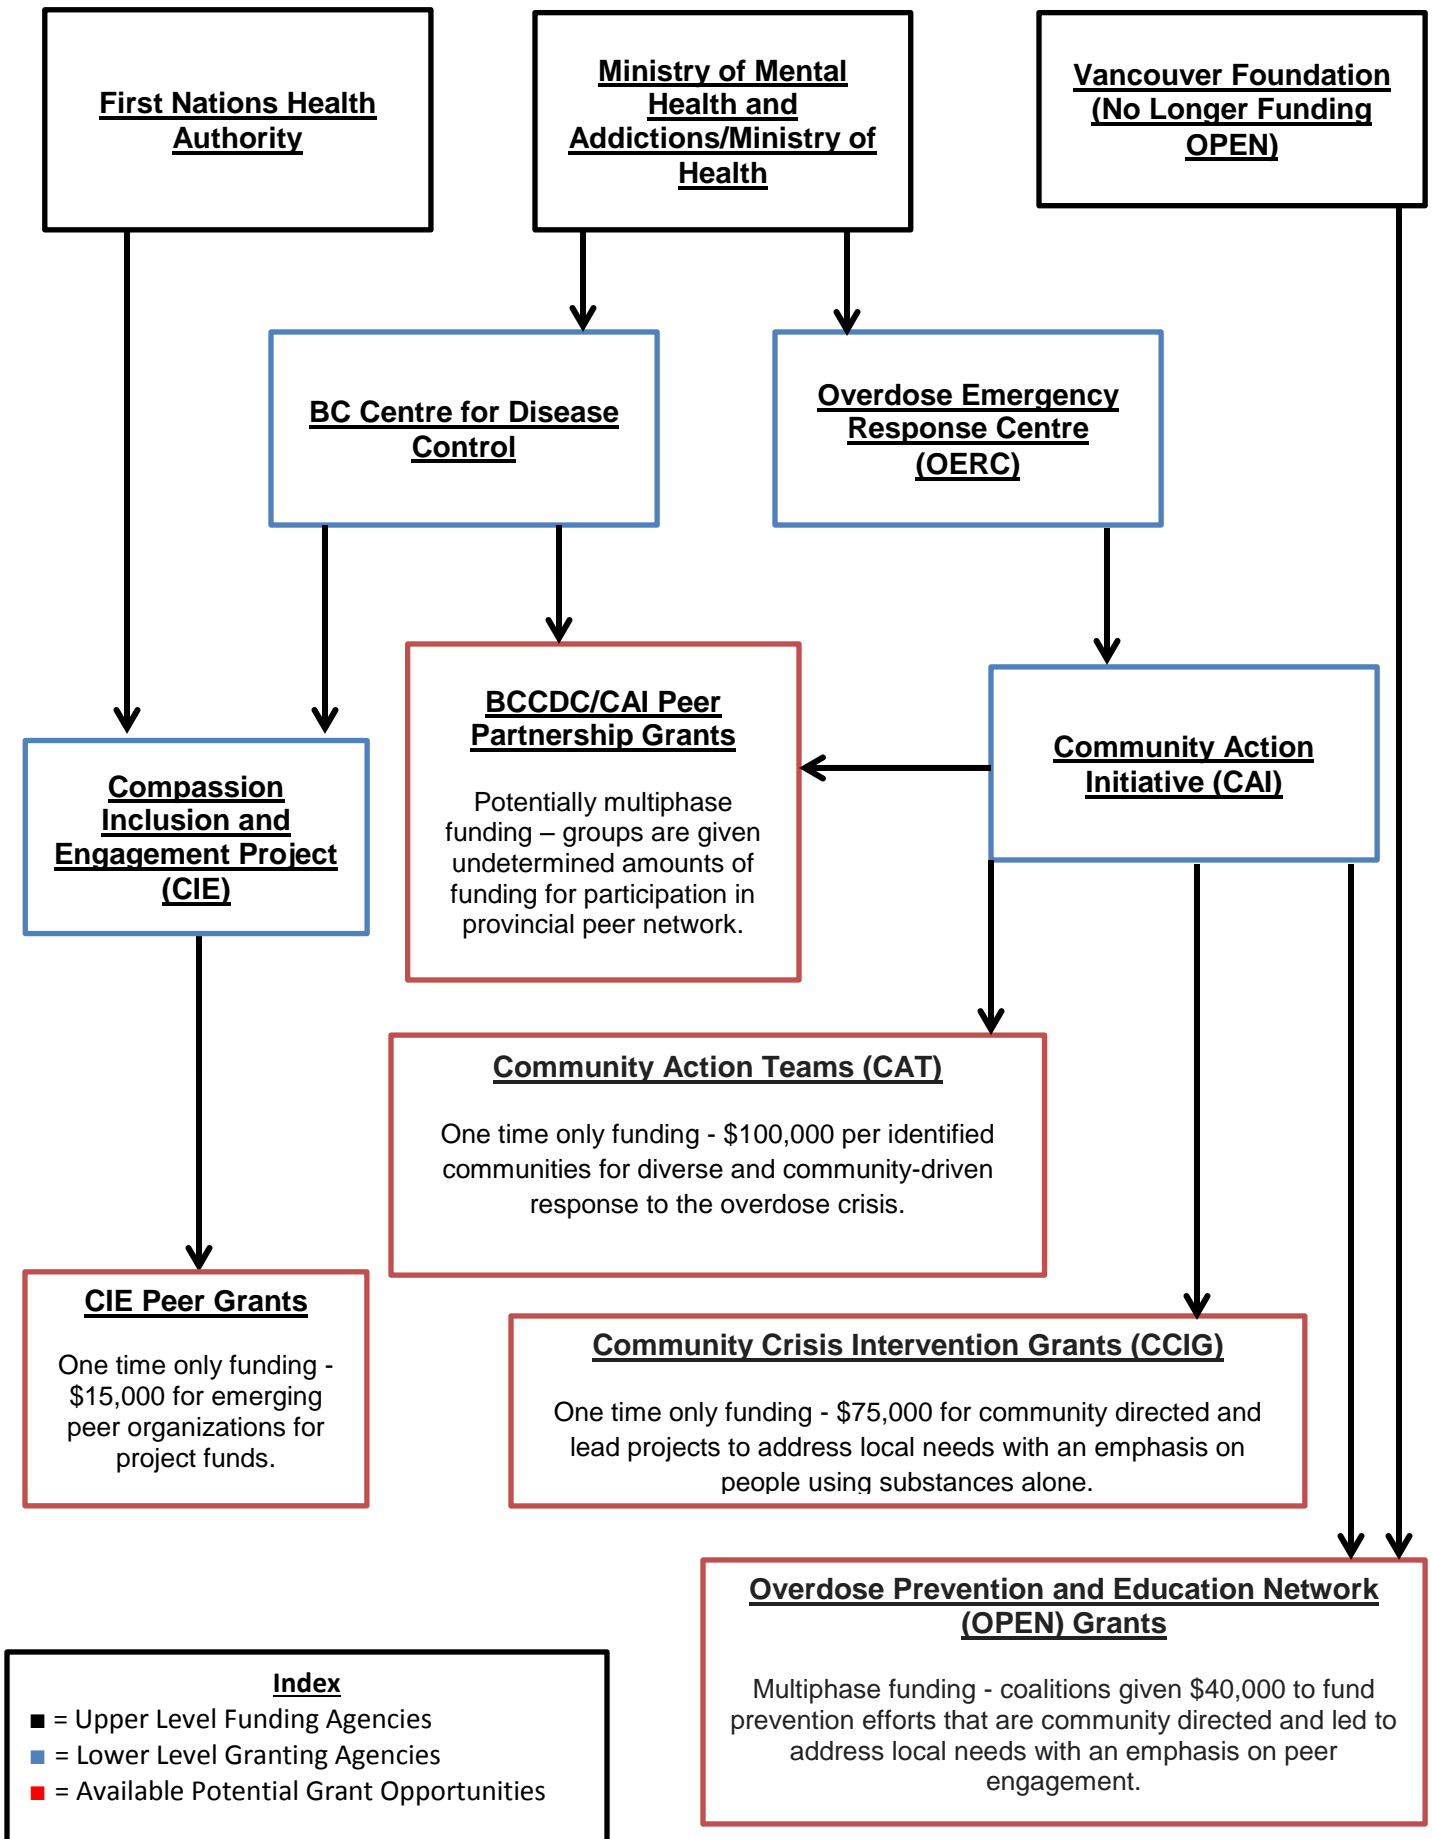 First Nations Health
Authority
Ministry of Mental
Health and
Addictions/Ministry of
Health
Vancouver Foundation
(No Longer Funding
OPEN)
BC Centre for Disease
Control
Overdose Emergency
Response Centre
(OERC)
BCCDC/CAI Peer
Partnership Grants
Potentially multiphase
funding – groups are given
undetermined amounts of
funding for participation in
provincial peer network.
Community Action
Initiative (CAI)
Compassion
Inclusion and
Engagement Project
(CIE)
Community Action Teams (CAT)
One time only funding - $100,000 per identified
communities for diverse and community-driven
response to the overdose crisis.
CIE Peer Grants
One time only funding -
$15,000 for emerging
peer organizations for
project funds.
Community Crisis Intervention Grants (CCIG)
One time only funding - $75,000 for community directed and
lead projects to address local needs with an emphasis on
people using substances alone.
Overdose Prevention and Education Network
(OPEN) Grants
Multiphase funding - coalitions given $40,000 to fund
prevention efforts that are community directed and led to
address local needs with an emphasis on peer
engagement.
Index
■ = Upper Level Funding Agencies
■ = Lower Level Granting Agencies
■ = Available Potential Grant Opportunities